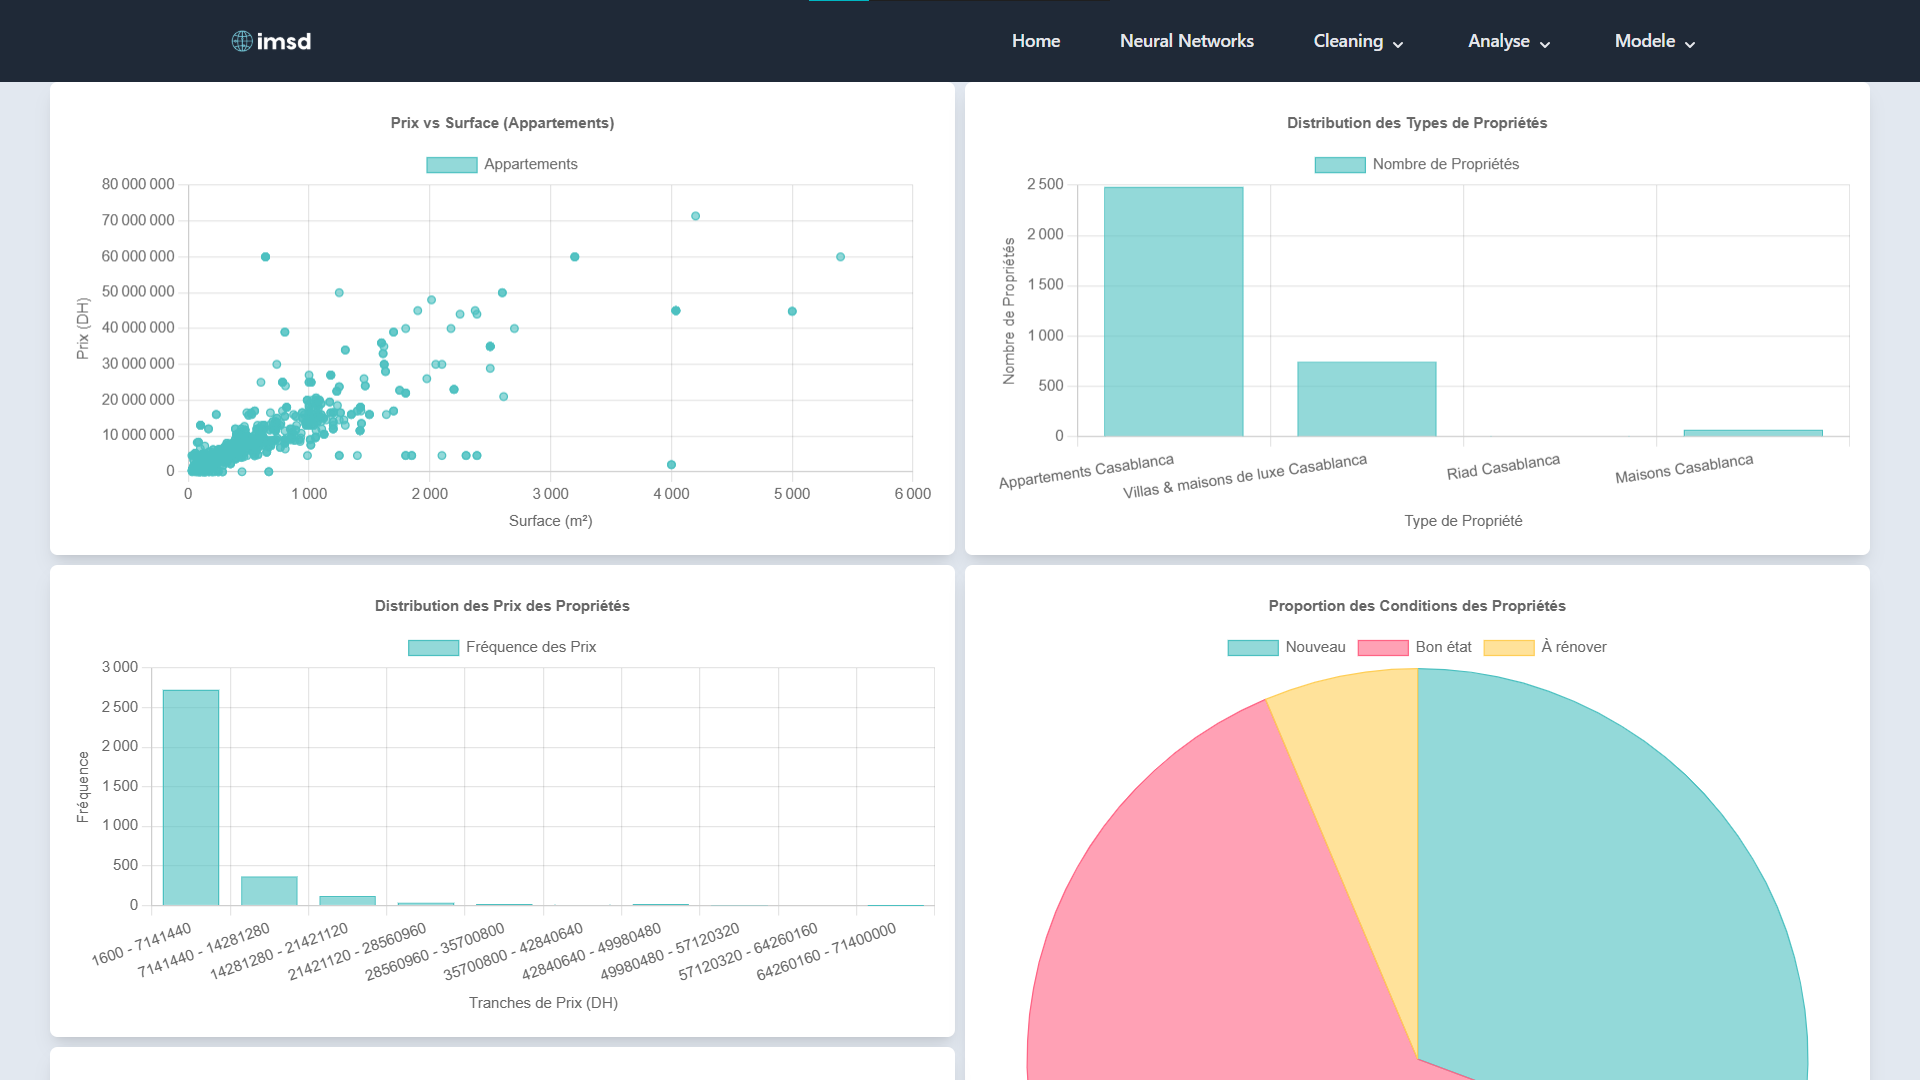 imsd
Home
Neural Networks
Cleaning
Analyse
Modele
Prix vs Surface (Appartements)
Appartements
80 000 000
70 000 000
60 000 000
50 000 000
40 000 000
30 000 000
20 000 000
10 000 000
0
Prix (DH)
0 1 000 2 000 3 000 4 000 5 000 6 000
Surface (m²)
Distribution des Types de Propriétés
Nombre de Propriétés
2 500
2 000
1 500
1 000
500
0
Nombre de Propriétés
Appartements Casablanca
Villas & maisons de luxe Casablanca
Riad Casablanca
Maisons Casablanca
Type de Propriété
Distribution des Prix des Propriétés
Fréquence des Prix
3 000
2 500
2 000
1 500
1 000
500
0
Fréquence
1600 - 7141440
7141440 - 14281280
14281280 - 21421120
21421120 - 28560960
28560960 - 35700800
35700800 - 42840640
42840640 - 49980480
49980480 - 57120320
57120320 - 64260160
64260160 - 71400000
Tranches de Prix (DH)
Proportion des Conditions des Propriétés
Nouveau
Bon état
À rénover